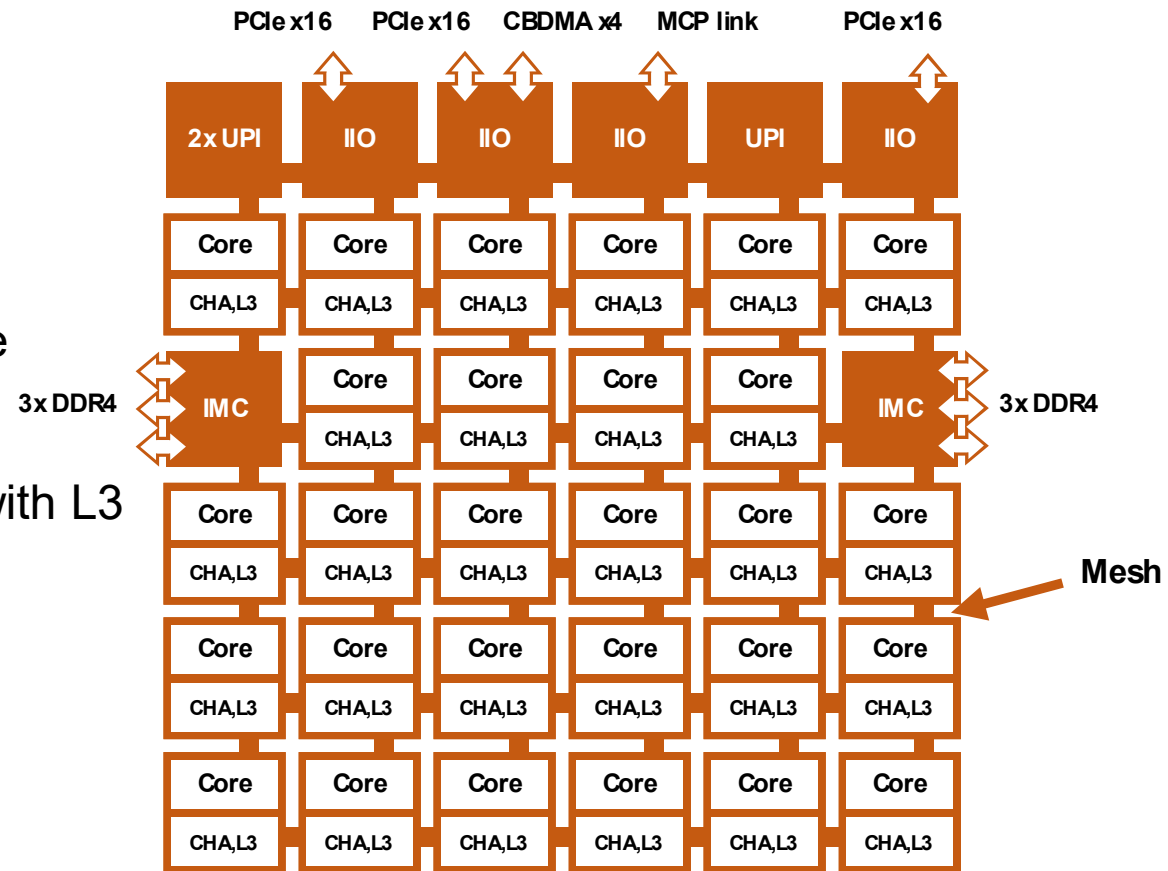 PCIe x16 PCIe x16 CBDMA x4 MCP link PCIe x16
2x UPI IIO IIO IIO UPI IIO
Core Core Core Core Core Core
CHA,L3 CHA,L3 CHA,L3 CHA,L3 CHA,L3 CHA,L3
e
Core Core Core Core
3x DDR4 IMC IMC 3x DDR4
CHA,L3 CHA,L3 CHA,L3 CHA,L3
with L3
Core Core Core Core Core Core
CHA,L3 CHA,L3 CHA,L3 CHA,L3 CHA,L3 CHA,L3
Mesh
Core Core Core Core Core Core
CHA,L3 CHA,L3 CHA,L3 CHA,L3 CHA,L3 CHA,L3
Core Core Core Core Core Core
CHA,L3 CHA,L3 CHA,L3 CHA,L3 CHA,L3 CHA,L3